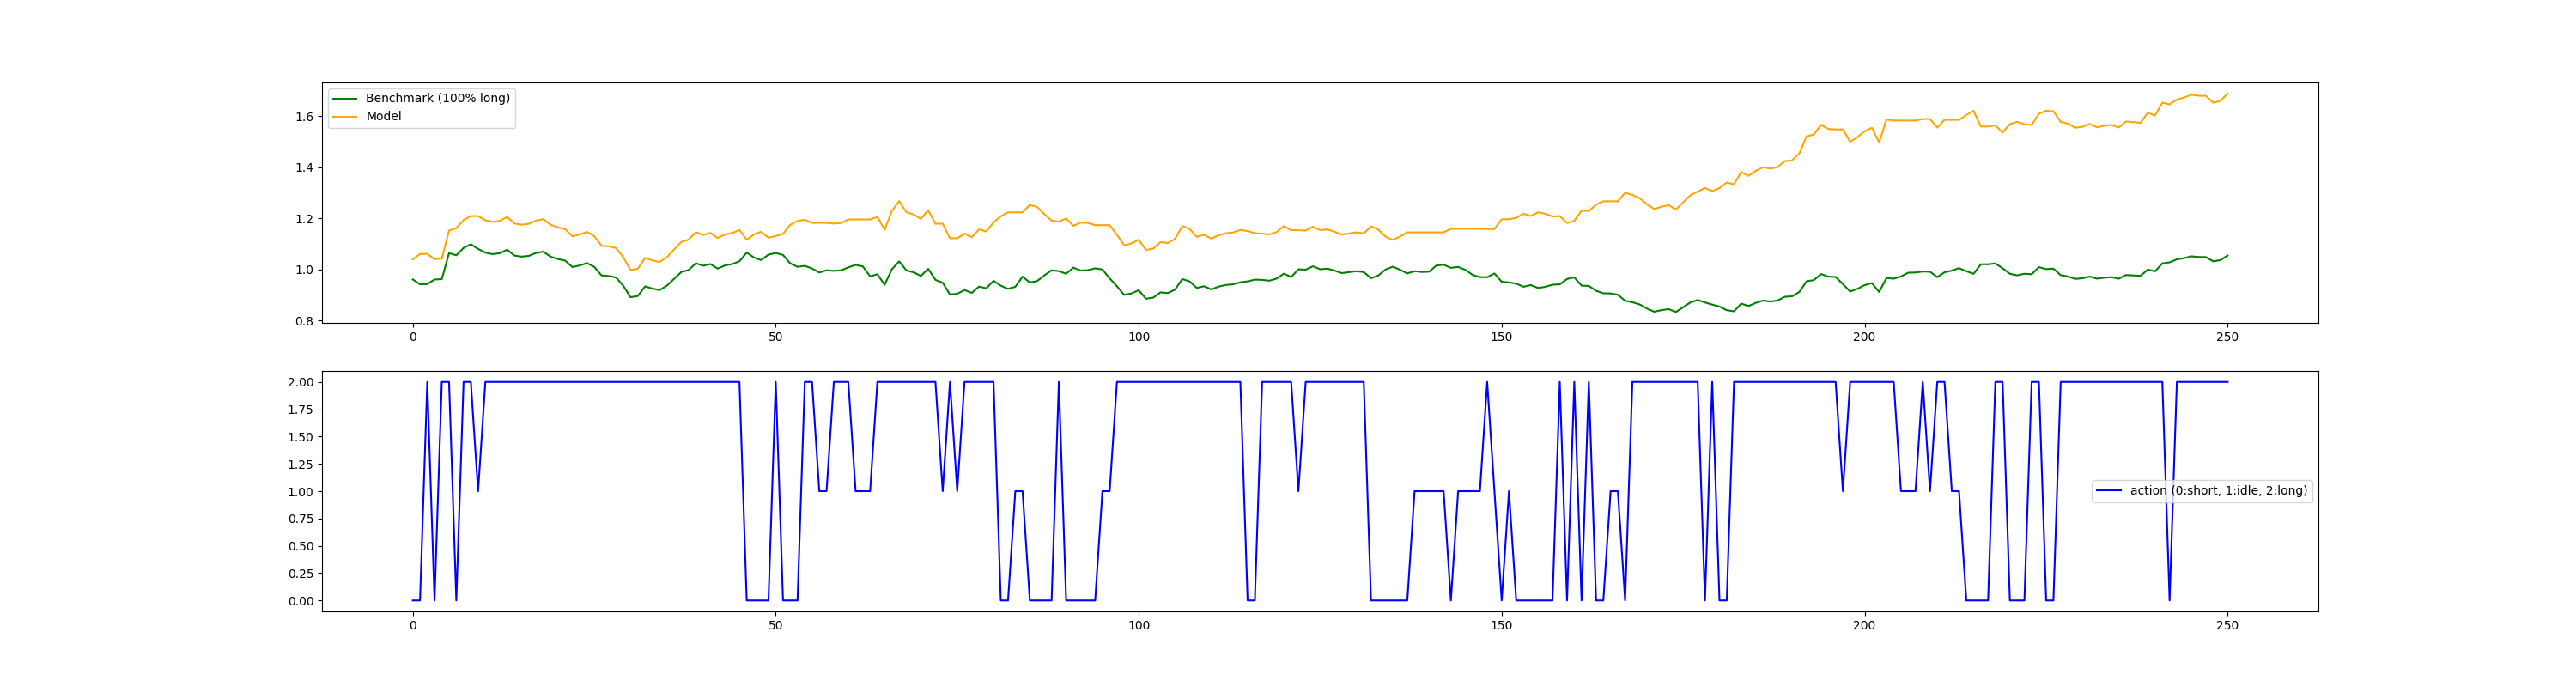 Benchmark (100% long)
Model
1.6
1.4
1.2
1.0
0.8
0 50 100 150 200 250
2.00
1.75
1.50
1.25
1.00
0.75
0.50
0.25
0.00
action (0:short, 1:idle, 2:long)
0 50 100 150 200 250